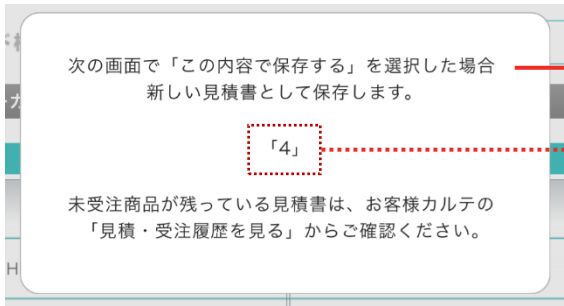 次の画面で「この内容で保存する」を選択した場合
新しい見積書として保存します。
「4」
未受注商品が残っている見積書は、お客様カルテの
「見積・受注履歴を見る」からご確認ください。
H